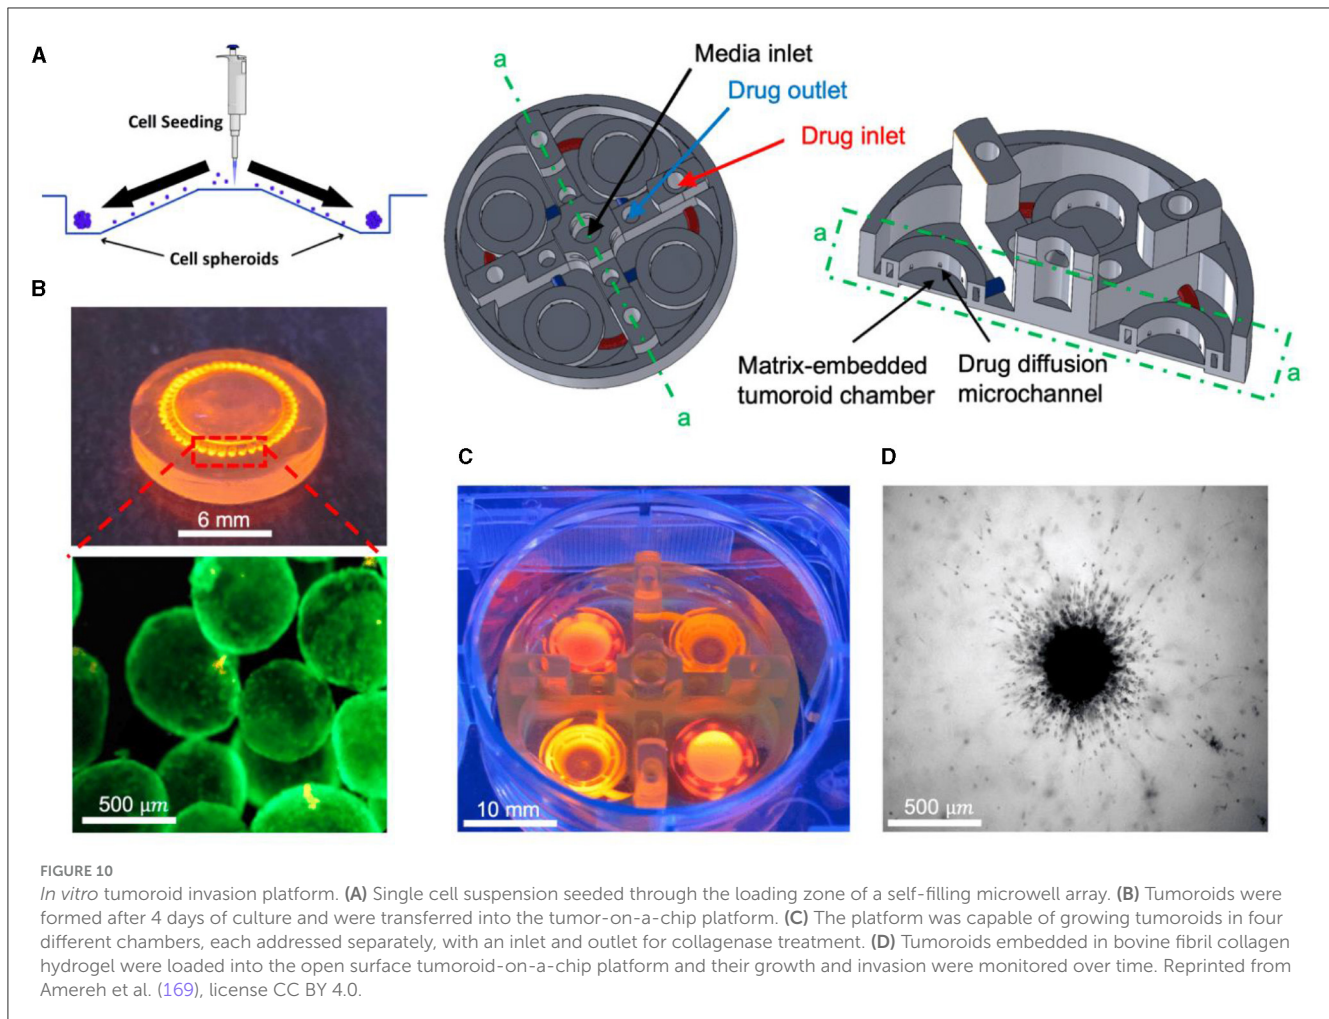 A
Cell Seeding
Cell spheroids
a
Media inlet
Drug outlet
Drug inlet
a
a
a
Matrix-embedded
tumoroid chamber
Drug diffusion
microchannel
B
6 mm
500 μm
C
10 mm
D
500 μm
FIGURE 10
In vitro tumoroid invasion platform. (A) Single cell suspension seeded through the loading zone of a self-filling microwell array. (B) Tumoroids were
formed after 4 days of culture and were transferred into the tumor-on-a-chip platform. (C) The platform was capable of growing tumoroids in four
different chambers, each addressed separately, with an inlet and outlet for collagenase treatment. (D) Tumoroids embedded in bovine fibril collagen
hydrogel were loaded into the open surface tumoroid-on-a-chip platform and their growth and invasion were monitored over time. Reprinted from
Amereh et al. (169), license CC BY 4.0.